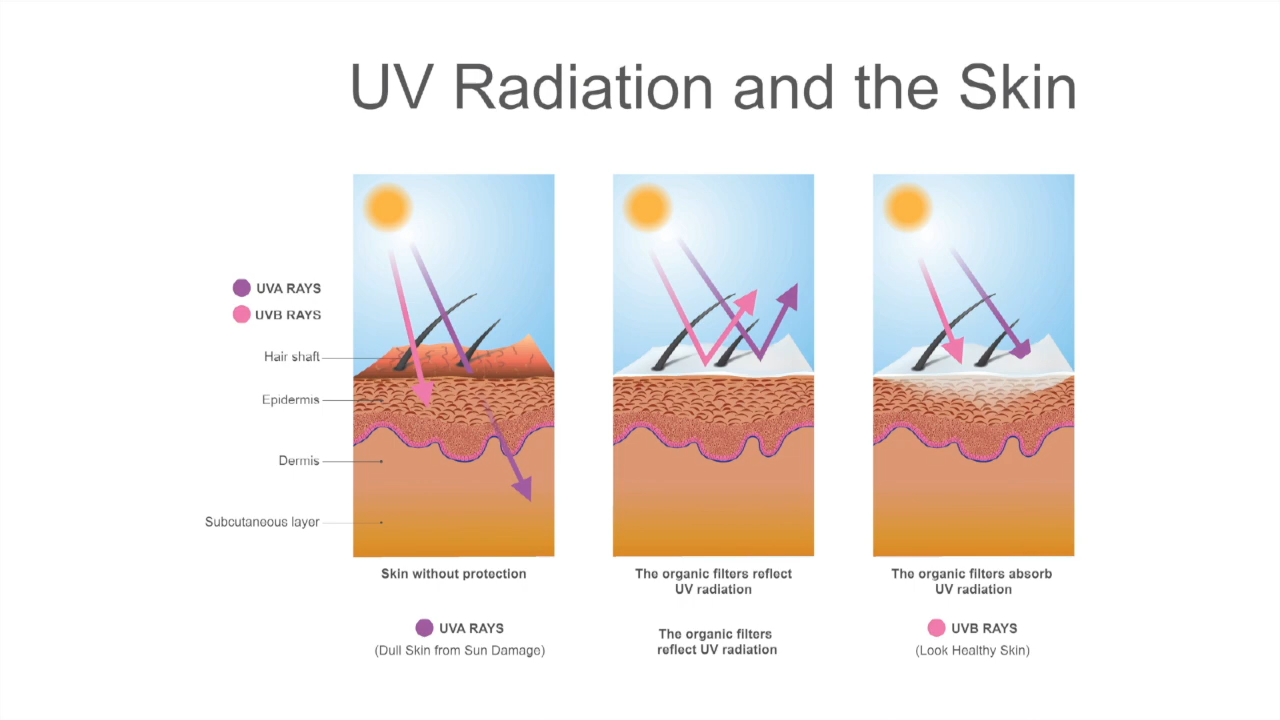 UV Radiation and the Skin
UVA RAYS
UVB RAYS
Hair shaft
Epidermis
Dermis
Subcutaneous layer
Skin without protection
The organic filters reflect
UV radiation
The organic filters absorb
UV radiation
UVA RAYS
(Dull Skin from Sun Damage)
The organic filters
reflect UV radiation
UVB RAYS
(Look Healthy Skin)